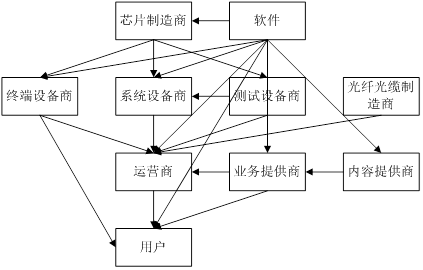 芯片制造商
软件
终端设备商
系统设备商
测试设备商
光纤光缆制
造商
运营商
业务提供商
内容提供商
用户